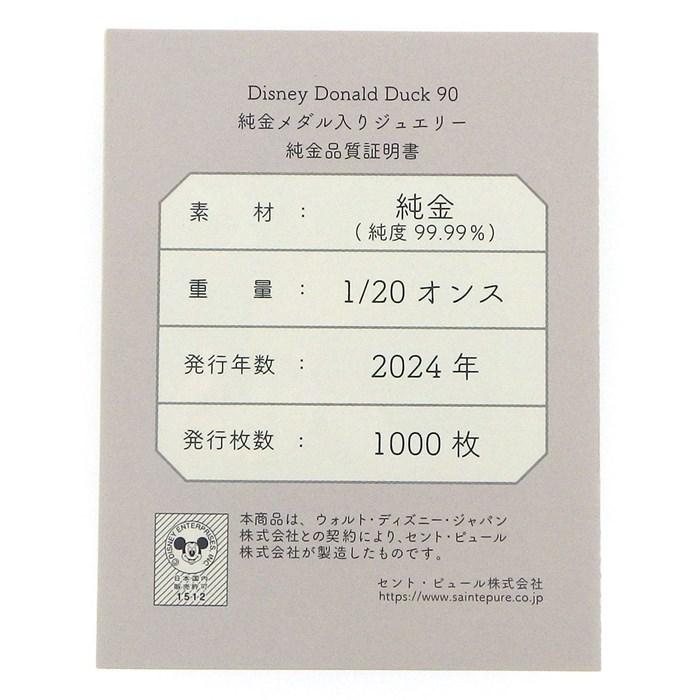 Disney Donald Duck 90
純金メダル入りジュエリー
純金品質証明書
素材： 純金
(純度 99.99%)
重量： 1/20 オンス
発行年数： 2024 年
発行枚数： 1000 枚
本商品は、ウォルト・ディズニー・ジャパン
株式会社との契約により、セント・ピュール
株式会社が製造したものです。
©DISNEY ENTERPRISES, INC.
日本国内
販売許可
1512
セント・ピュール株式会社
https://www.saintepure.co.jp